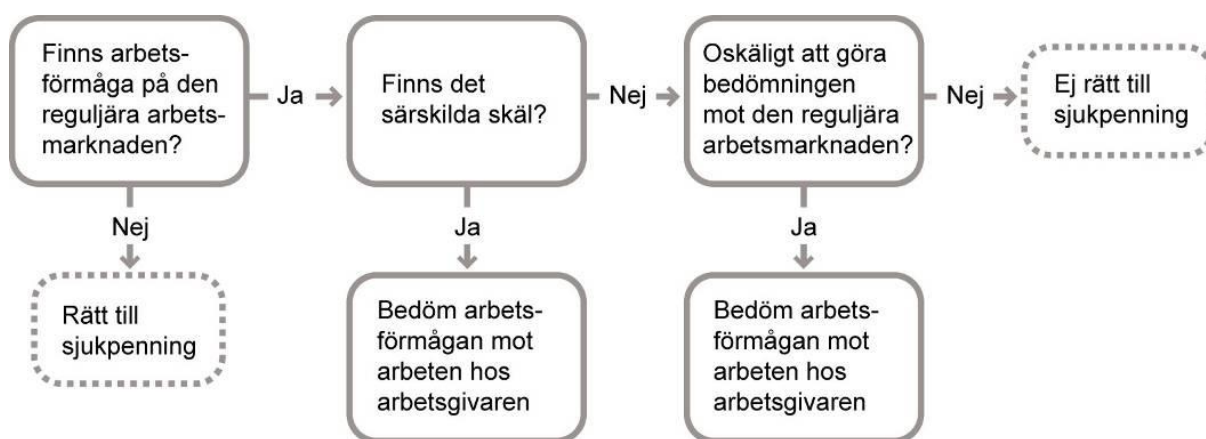 Finns arbets-
förmåga på den
reguljära arbets-
marknaden?
Ja
Finns det
särskilda skäl?
Nej
Oskäligt att göra
bedömningen
mot den reguljära
arbetsmarknaden?
Nej
Ej rätt till
sjukpenning
Nej
Ja
Ja
Rätt till
sjukpenning
Bedöm arbets-
förmågan mot
arbeten hos
arbetsgivaren
Bedöm arbets-
förmågan mot
arbeten hos
arbetsgivaren